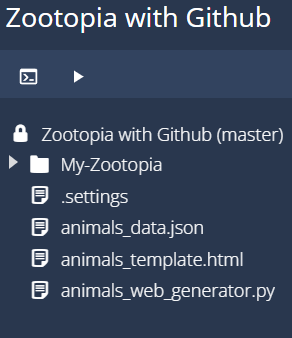 Zootopia with Github
Zootopia with Github (master)
My-Zootopia
.settings
animals_data.json
animals_template.html
animals_web_generator.py